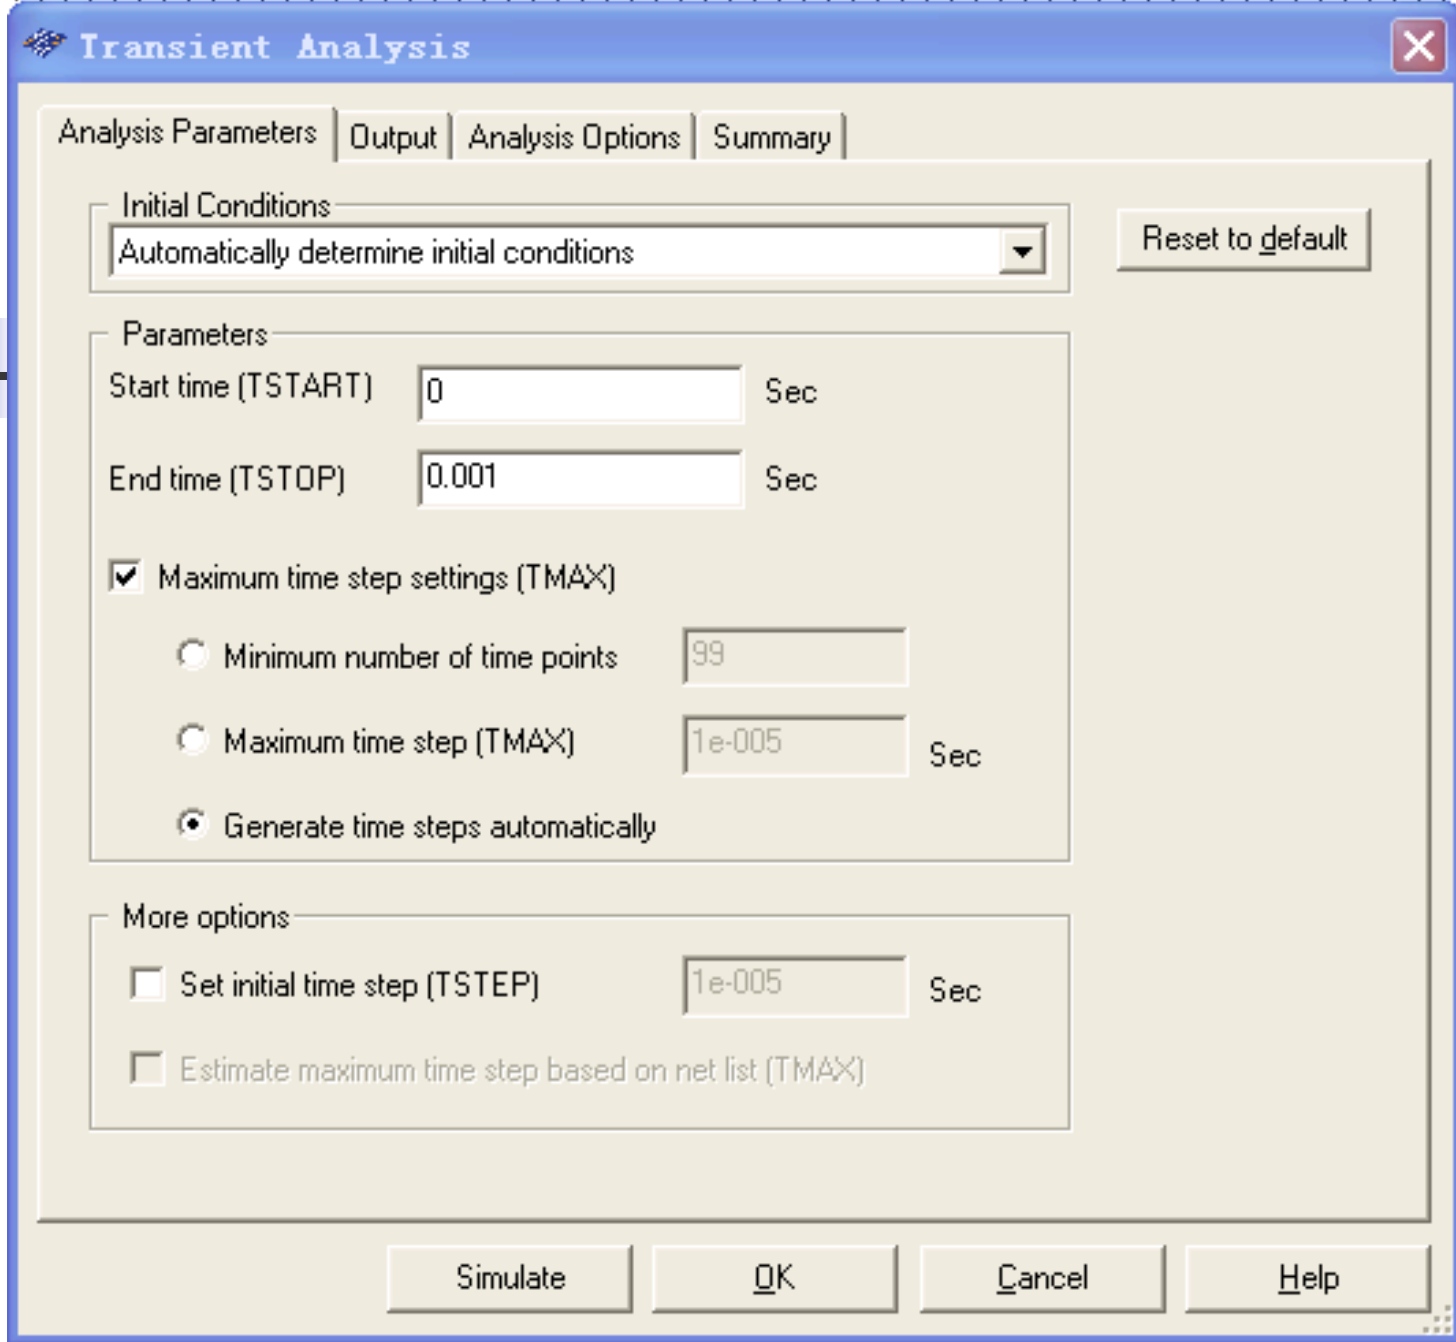 Transient Analysis
Analysis Parameters Output Analysis Options Summary
Initial Conditions
Automatically determine initial conditions
Reset to default
Parameters
Start time (TSTART) 0 Sec
End time (TSTOP) 0.001 Sec
Maximum time step settings (TMAX)
Minimum number of time points 99
Maximum time step (TMAX) 1e-005 Sec
Generate time steps automatically
More options
Set initial time step (TSTEP) 1e-005 Sec
Estimate maximum time step based on net list (TMAX)
Simulate OK Cancel Help